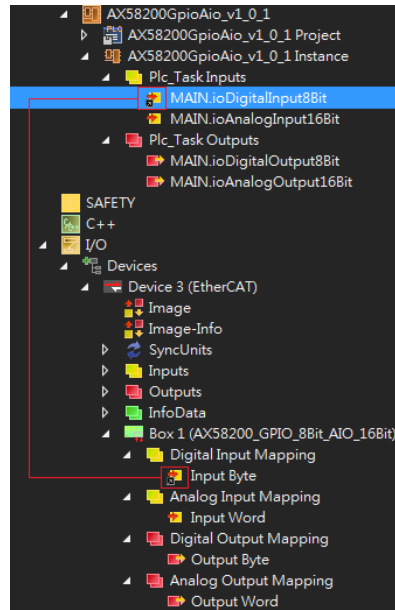 AX58200GpioAio_v1_0_1
AX58200GpioAio_v1_0_1 Project
AX58200GpioAio_v1_0_1 Instance
Plc_Task Inputs
MAIN.ioDigitalInput8Bit
MAIN.ioAnalogInput16Bit
Plc_Task Outputs
MAIN.ioDigitalOutput8Bit
MAIN.ioAnalogOutput16Bit
SAFETY
C++
I/O
Devices
Device 3 (EtherCAT)
Image
Image-Info
SyncUnits
Inputs
Outputs
InfoData
Box 1 (AX58200_GPIO_8Bit_AIO_16Bit)
Digital Input Mapping
Input Byte
Analog Input Mapping
Input Word
Digital Output Mapping
Output Byte
Analog Output Mapping
Output Word